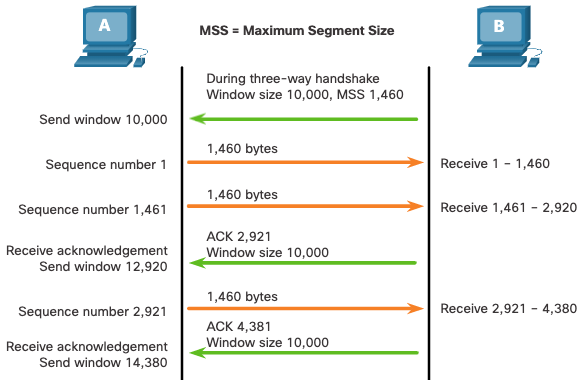 A
MSS = Maximum Segment Size
B
During three-way handshake
Window size 10,000, MSS 1,460
Send window 10,000
1,460 bytes
Sequence number 1
Receive 1 – 1,460
1,460 bytes
Sequence number 1,461
Receive 1,461 – 2,920
ACK 2,921
Window size 10,000
Receive acknowledgement
Send window 12,920
1,460 bytes
Sequence number 2,921
Receive 2,921 – 4,380
ACK 4,381
Window size 10,000
Receive acknowledgement
Send window 14,380